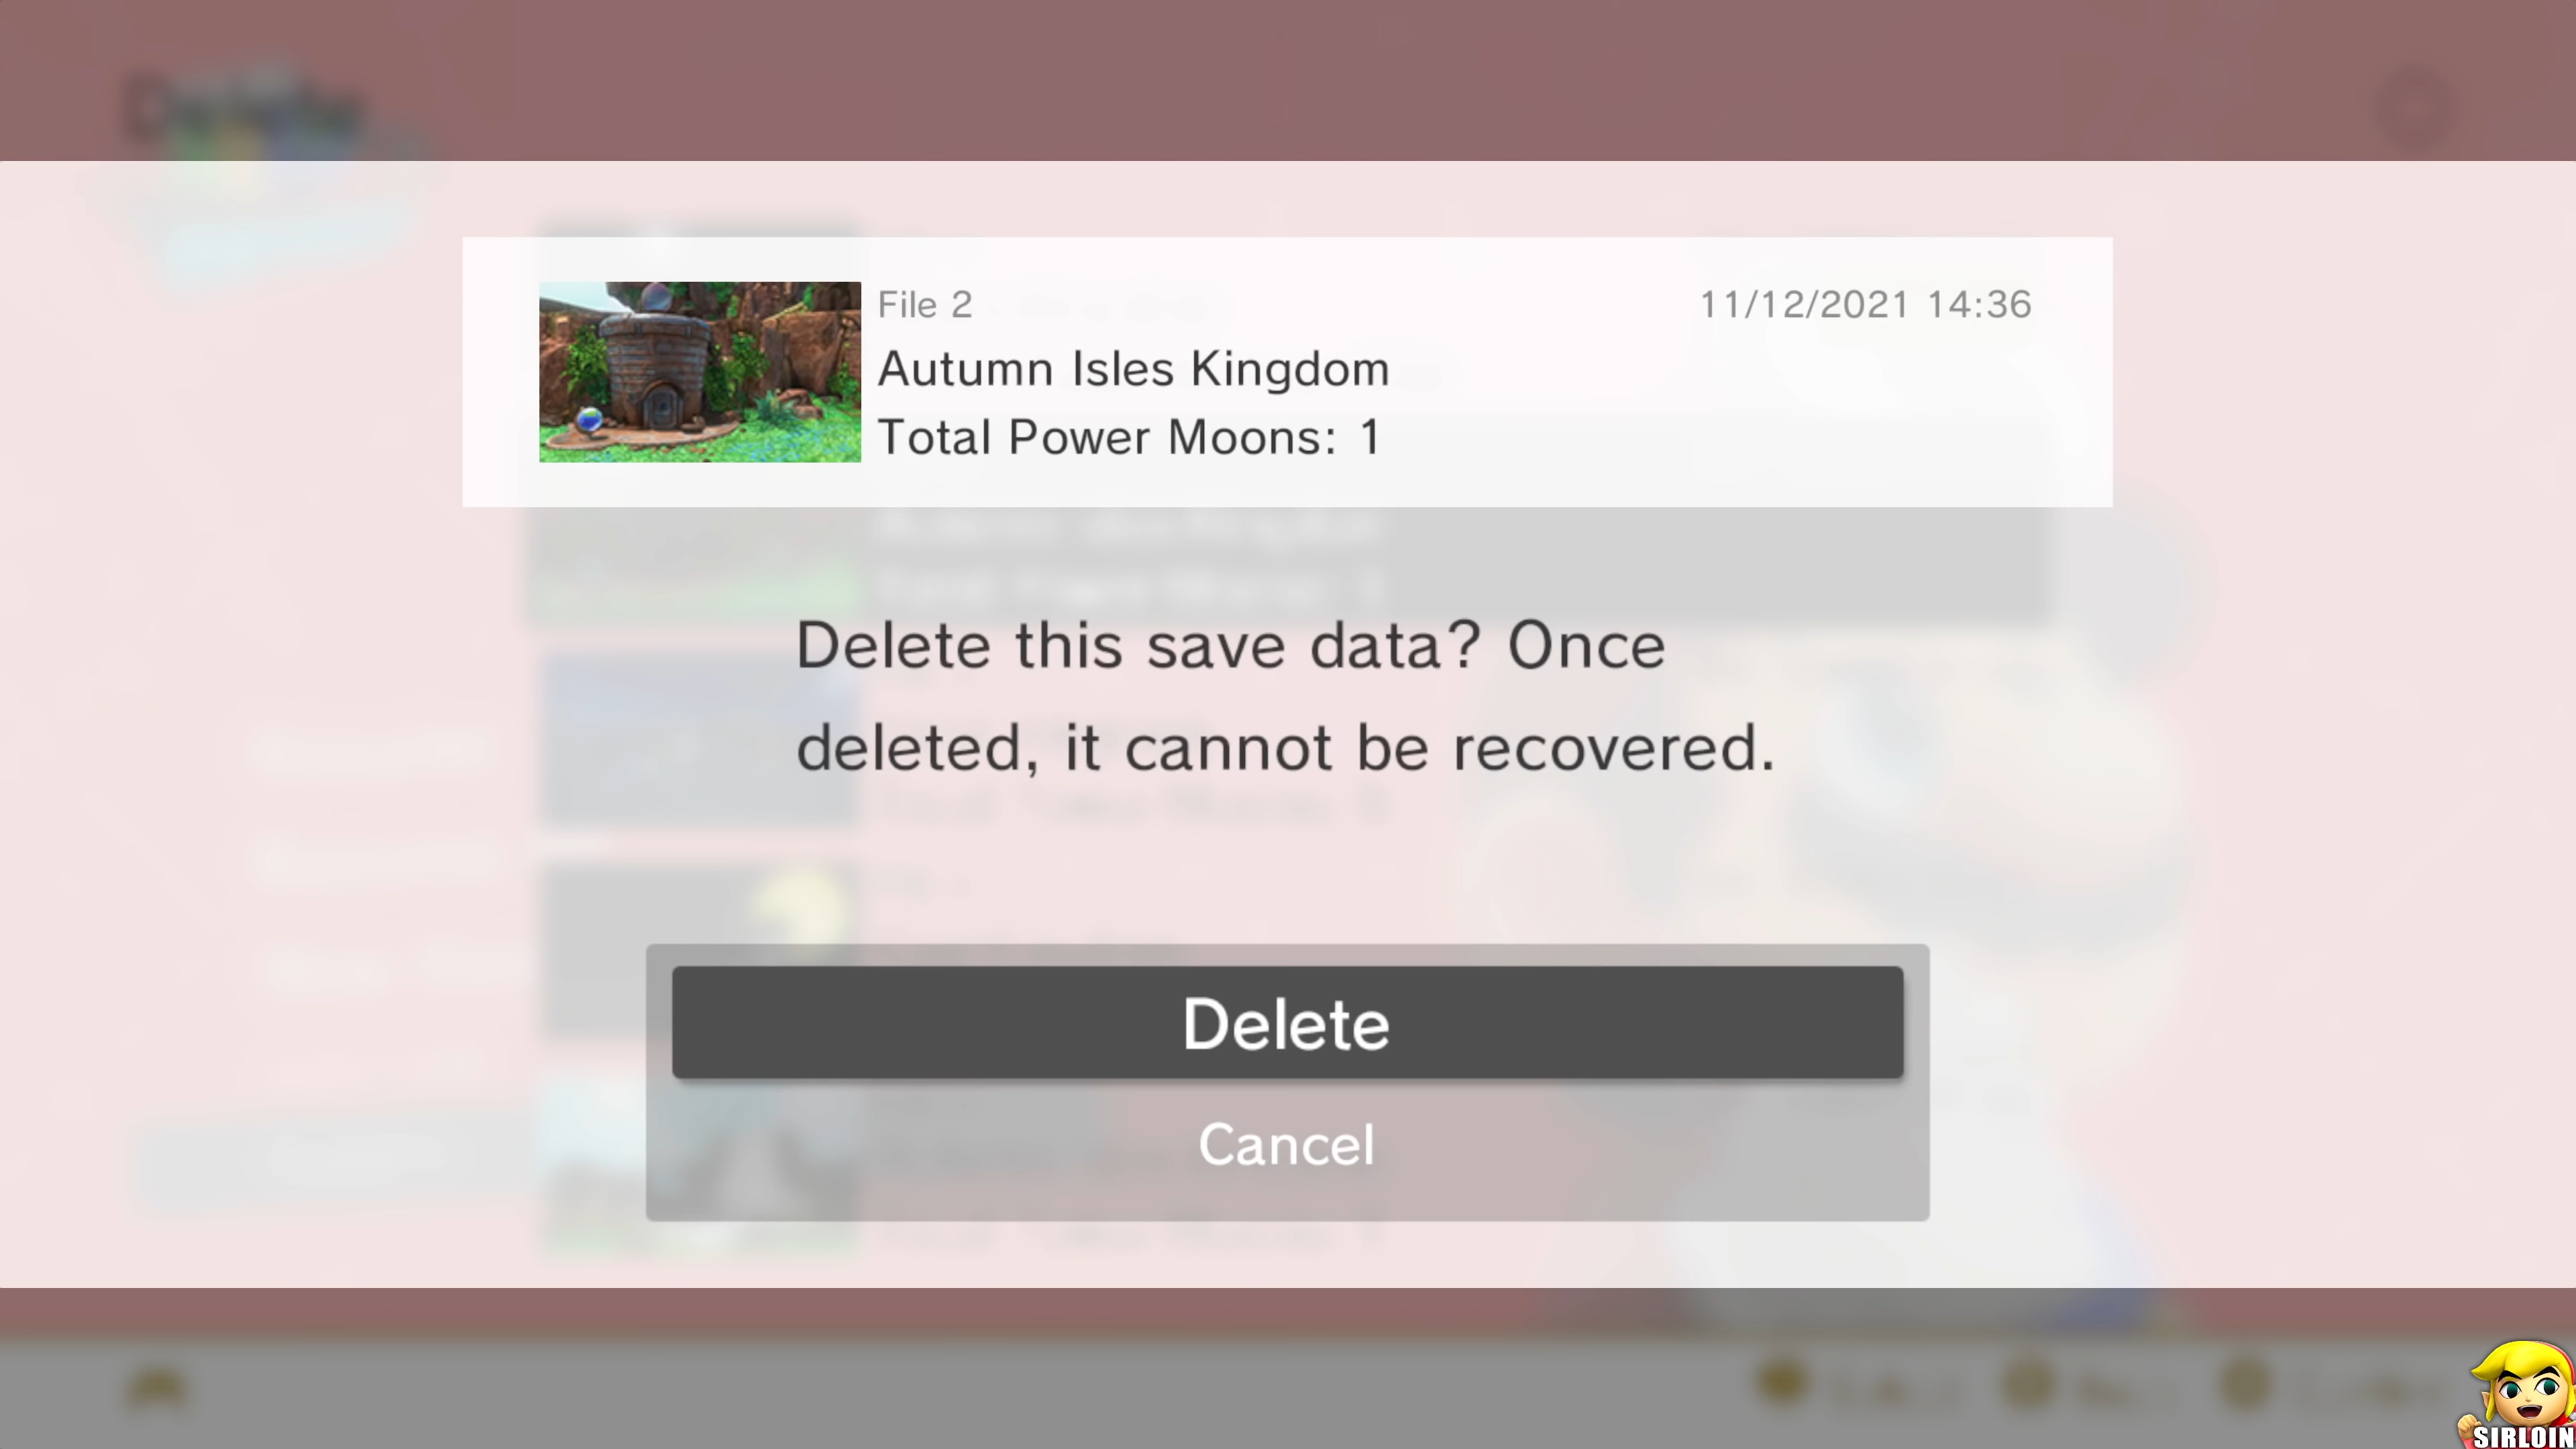 File 2
11/12/2021 14:36
Autumn Isles Kingdom
Total Power Moons: 1
Delete this save data? Once
deleted, it cannot be recovered.
Delete
Cancel
SIRLOIN